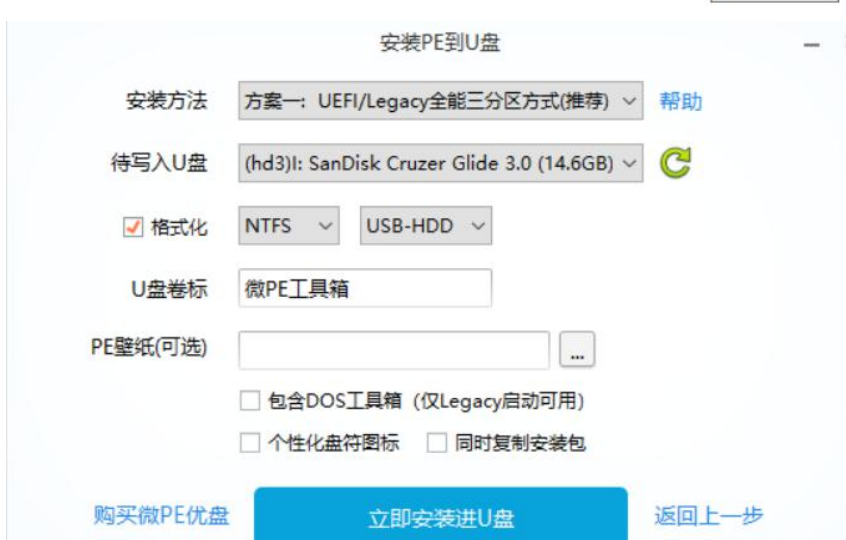 安装PE到U盘
安装方法 方案一：UEFI/Legacy全能三分区方式(推荐) 帮助
待写入U盘 (hd3)I: SanDisk Cruzer Glide 3.0 (14.6GB)
格式化 NTFS USB-HDD
U盘卷标 微PE工具箱
PE壁纸(可选) ...
包含DOS工具箱（仅Legacy启动可用）
个性化盘符图标 同时复制安装包
购买微PE优盘 立即安装进U盘 返回上一步